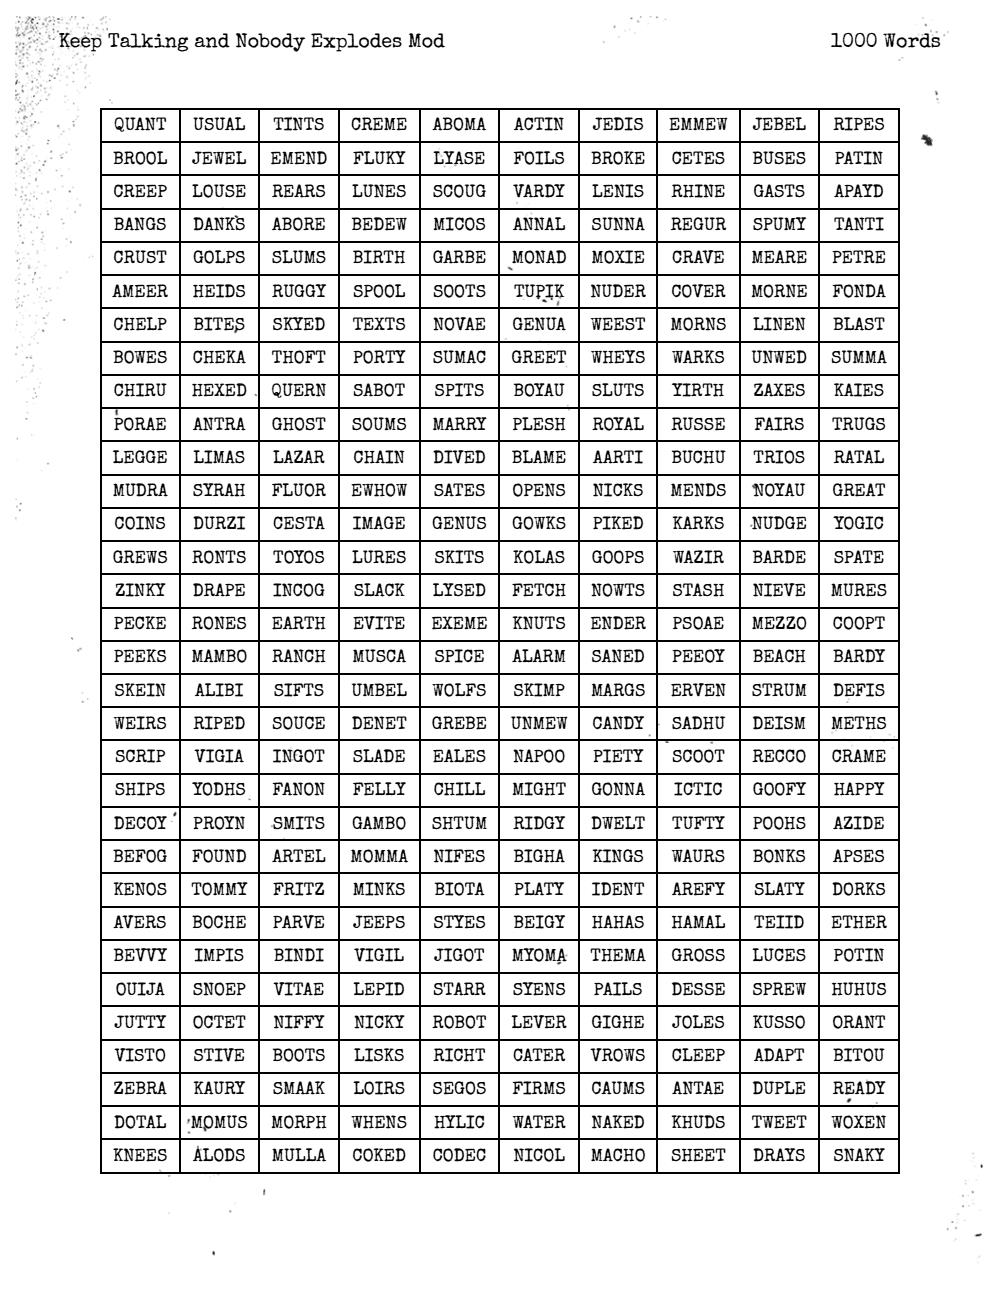 Keep Talking and Nobody Explodes Mod 1000 Words
QUANT USUAL TINTS CREME ABOMA ACTIN JEDIS EMMEW JEBEL RIPES
BROOL JEWEL EMEND FLUKY LYASE FOILS BROKE CETES BUSES PATIN
CREEP LOUSE REARS LUNES SCOUG VARDY LENIS RHINE GASTS APAYD
BANGS DANKS ABORE BEDEW MICOS ANNAL SUNNA REGUR SPUMY TANTI
CRUST GOLPS SLUMS BIRTH GARBE MONAD MOXIE CRAVE MEARE PETRE
AMEER HEIDS RUGGY SPOOL SOOTS TUPIK NUDER COVER MORNE FONDA
CHELP BITES SKYED TEXTS NOVAE GENUA WEEST MORNS LINEN BLAST
BOWES CHEKA THOFT PORTY SUMAC GREET WHEYS WARKS UNWED SUMMA
CHIRU HEXED QUERN SABOT SPITS BOYAU SLUTS YIRTH ZAXES KAIES
PORAE ANTRA GHOST SOUMS MARRY PLESH ROYAL RUSSE FAIRS TRUGS
LEGGE LIMAS LAZAR CHAIN DIVED BLAME AARTI BUCHU TRIOS RATAL
MUDRA SYRAH FLUOR EWHOW SATES OPENS NICKS MENDS NOYAU GREAT
COINS DURZI CESTA IMAGE GENUS GOWKS PIKED KARKS NUDGE YOGIC
GREWS RONTS TOYOS LURES SKITS KOLAS GOOPS WAZIR BARDE SPATE
ZINKY DRAPE INCOG SLACK LYSED FETCH NOWTS STASH NIEVE MURES
PECKE RONES EARTH EVITE EXEME KNUTS ENDER PSOAE MEZZO COOPT
PEEKS MAMBO RANCH MUSCA SPICE ALARM SANED PEEOY BEACH BARDY
SKEIN ALIBI SIFTS UMBEL WOLFS SKIMP MARGS ERVEN STRUM DEFIS
WEIRS RIPED SOUCE DENET GREBE UNMEW CANDY SADHU DEISM METHS
SCRIP VIGIA INGOT SLADE EALES NAPOO PIETY SCOOT RECCO CRAME
SHIPS YODHS FANON FELLY CHILL MIGHT GONNA ICTIC GOOFY HAPPY
DECOY PROYN SMITS GAMBO SHTUM RIDGY DWELT TUFTY POOHS AZIDE
BEFOG FOUND ARTEL MOMMA NIFES BIGHA KINGS WAURS BONKS APSES
KENOS TOMMY FRITZ MINKS BIOTA PLATY IDENT AREFY SLATY DORKS
AVERS BOCHE PARVE JEEPS STYES BEIGY HAHAS HAMAL TEIID ETHER
BEVVY IMPIS BINDI VIGIL JIGOT MYOMA THEMA GROSS LUCES POTIN
OUIJA SNOEP VITAE LEPID STARR SYENS PAILS DESSE SPREW HUHUS
JUTTY OCTET NIFFY NICKY ROBOT LEVER GIGHE JOLES KUSSO ORANT
VISTO STIVE BOOTS LISKS RICHT CATER VROWS CLEEP ADAPT BITOU
ZEBRA KAURY SMAAK LOIRS SEGOS FIRMS CAUMS ANTAE DUPLE READY
DOTAL MOMUS MORPH WHENS HYLIC WATER NAKED KHUDS TWEET WOXEN
KNEES ALODS MULLA COKED CODEC NICOL MACHO SHEET DRAYS SNAKY